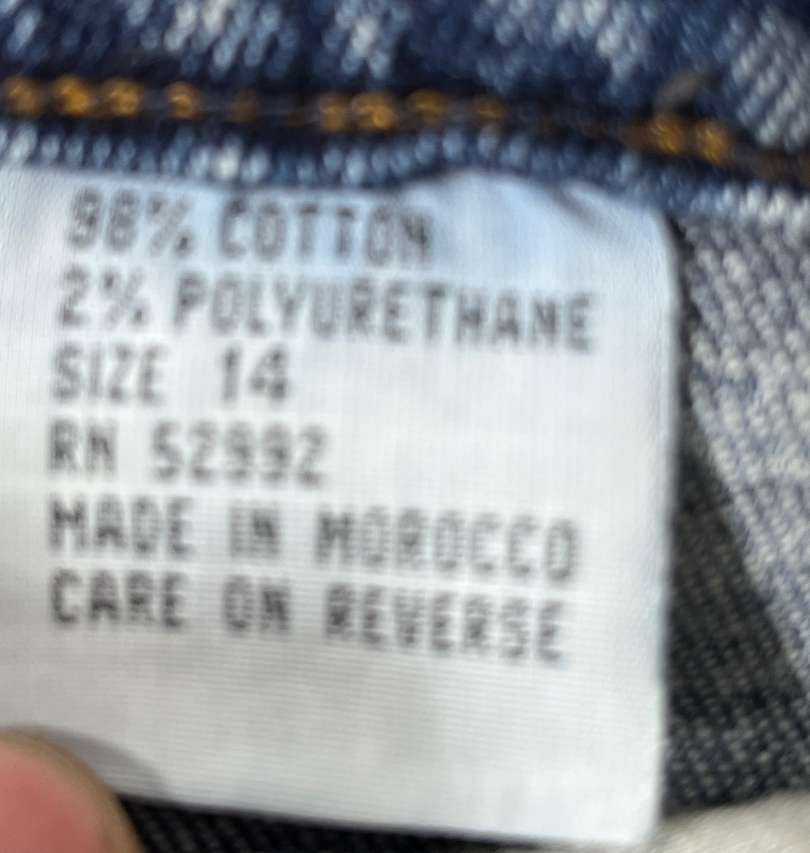 98% COTTON
2% POLYURETHANE
SIZE 14
RN 52992
MADE IN MOROCCO
CARE ON REVERSE